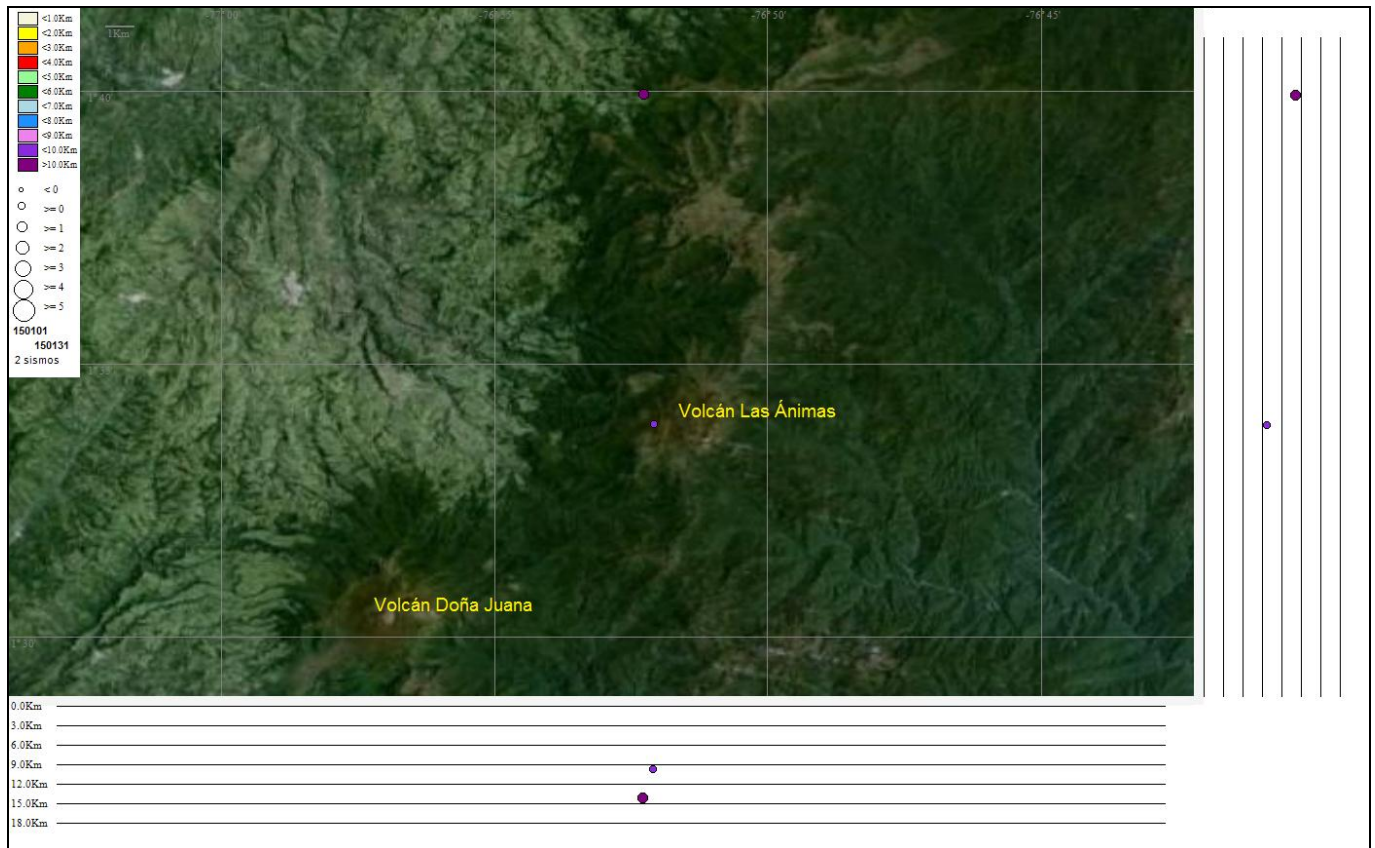 <1.0Km
<2.0Km
<3.0Km
<4.0Km
<5.0Km
<6.0Km
<7.0Km
<8.0Km
<9.0Km
<10.0Km
>10.0Km
< 0
>= 0
>= 1
>= 2
>= 3
>= 4
>= 5
150101
150131
2 sismos
1Km
-76°50'
-76°45'
1°40'
Volcán Las Ánimas
Volcán Doña Juana
1°30'
0.0Km
3.0Km
6.0Km
9.0Km
12.0Km
15.0Km
18.0Km